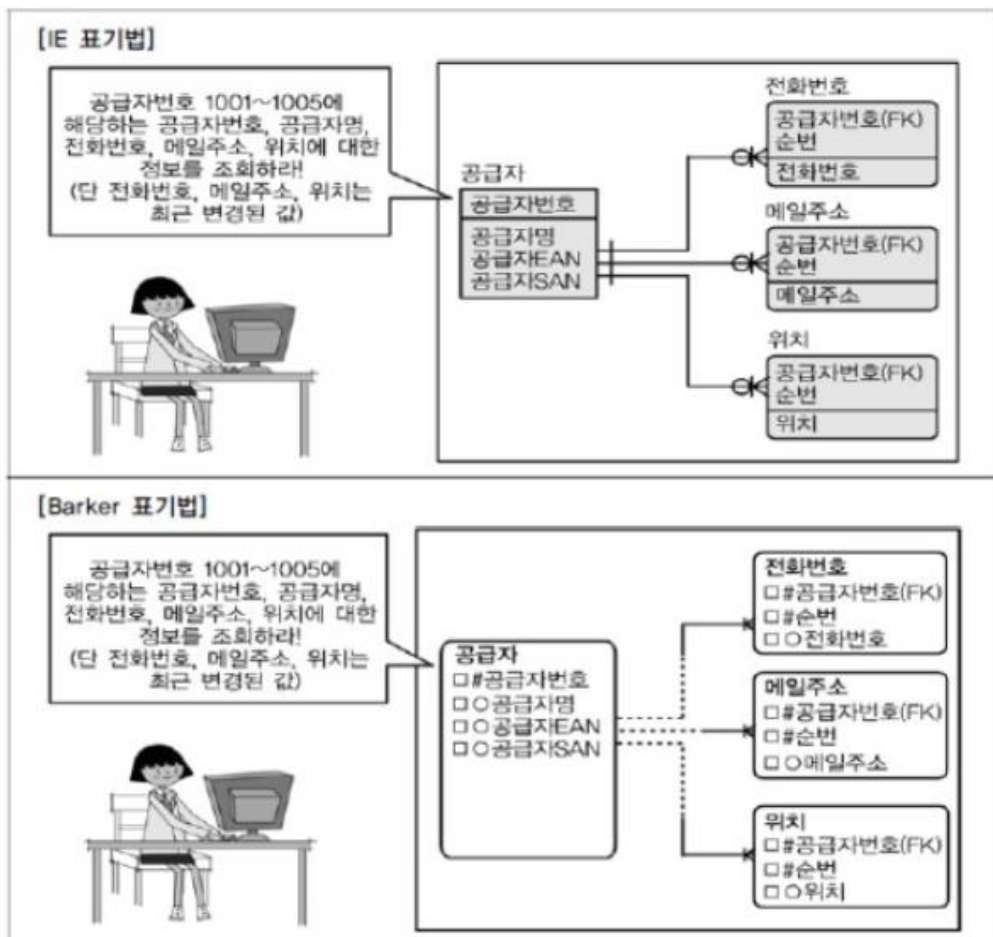 [IE 표기법]
공급자번호 1001~1005에
해당하는 공급자번호, 공급자명,
전화번호, 메일주소, 위치에 대한
정보를 조회하라!
(단 전화번호, 메일주소, 위치는
최근 변경된 값)
공급자
공급자번호
공급자명
공급자EAN
공급자SAN
전화번호
공급자번호(FK)
순번
전화번호
메일주소
공급자번호(FK)
순번
메일주소
위치
공급자번호(FK)
순번
위치
[Barker 표기법]
공급자번호 1001~1005에
해당하는 공급자번호, 공급자명,
전화번호, 메일주소, 위치에 대한
정보를 조회하라!
(단 전화번호, 메일주소, 위치는
최근 변경된 값)
공급자
□#공급자번호
□○공급자명
□○공급자EAN
□○공급자SAN
전화번호
□#공급자번호(FK)
□#순번
□○전화번호
메일주소
□#공급자번호(FK)
□#순번
□○메일주소
위치
□#공급자번호(FK)
□#순번
□○위치